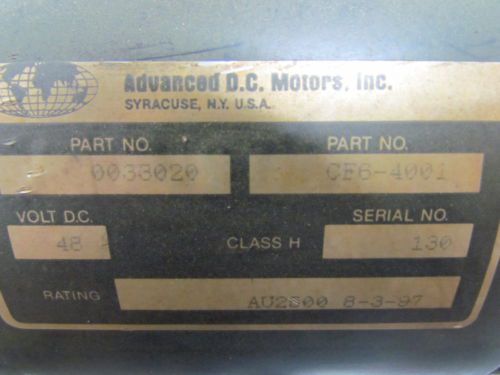 Advanced D.C. Motors, Inc.
SYRACUSE, N.Y. U.S.A.
PART NO. PART NO.
0033020 CF6-4001
VOLT D.C. SERIAL NO.
48 CLASS H 130
RATING AU2800 8-3-97